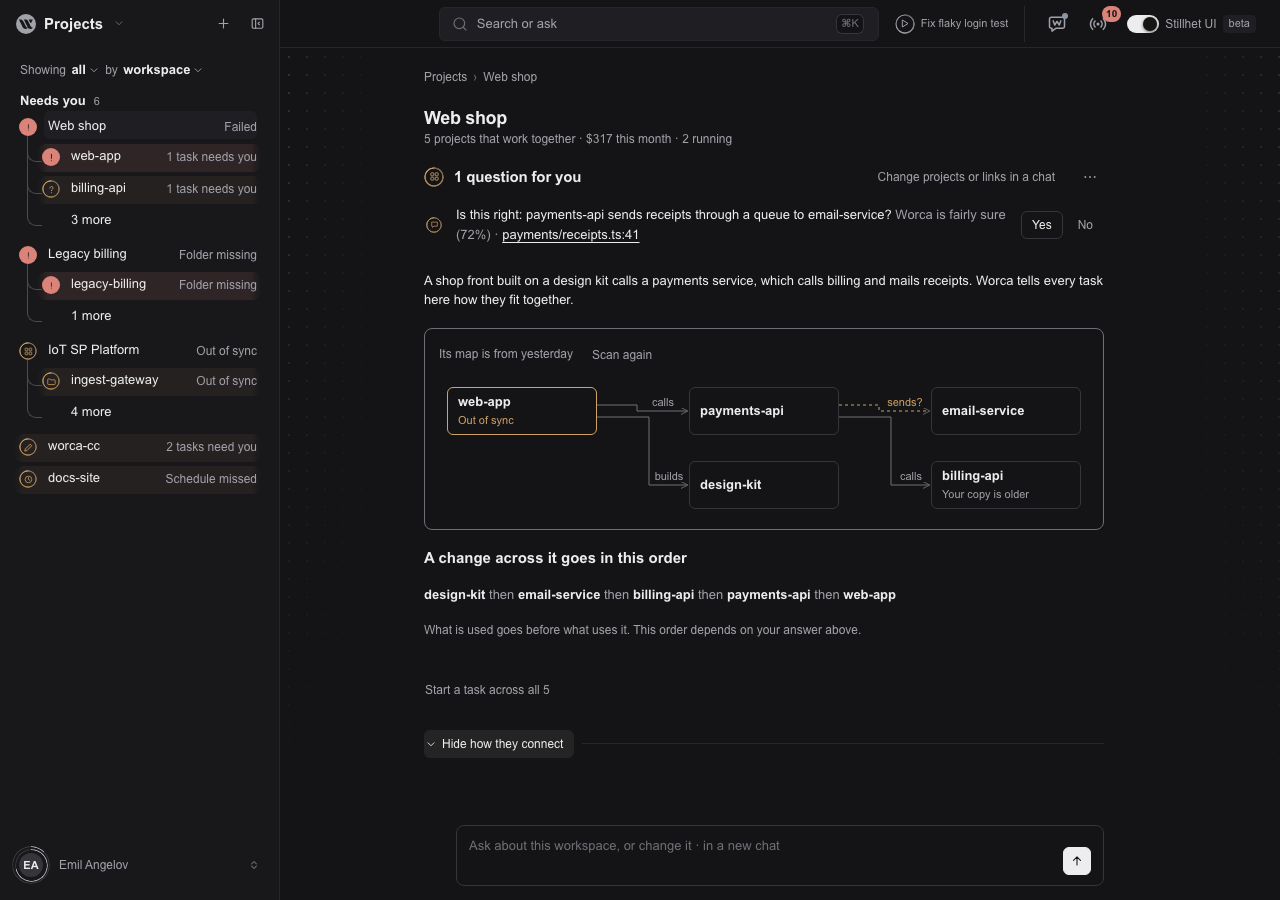 Projects
Search or ask
⌘K
Fix flaky login test
10
Stillhet UI
beta
Showing all by workspace
Needs you 6
Web shop Failed
web-app 1 task needs you
billing-api 1 task needs you
3 more
Legacy billing Folder missing
legacy-billing Folder missing
1 more
IoT SP Platform Out of sync
ingest-gateway Out of sync
4 more
worca-cc 2 tasks need you
docs-site Schedule missed
EA
Emil Angelov
Projects › Web shop
Web shop
5 projects that work together · $317 this month · 2 running
1 question for you
Change projects or links in a chat
···
Is this right: payments-api sends receipts through a queue to email-service? Worca is fairly sure
(72%) · payments/receipts.ts:41
Yes
No
A shop front built on a design kit calls a payments service, which calls billing and mails receipts. Worca tells every task
here how they fit together.
Its map is from yesterday
Scan again
web-app
Out of sync
calls
payments-api
sends?
email-service
builds
design-kit
calls
billing-api
Your copy is older
A change across it goes in this order
design-kit then email-service then billing-api then payments-api then web-app
What is used goes before what uses it. This order depends on your answer above.
Start a task across all 5
Hide how they connect
Ask about this workspace, or change it · in a new chat